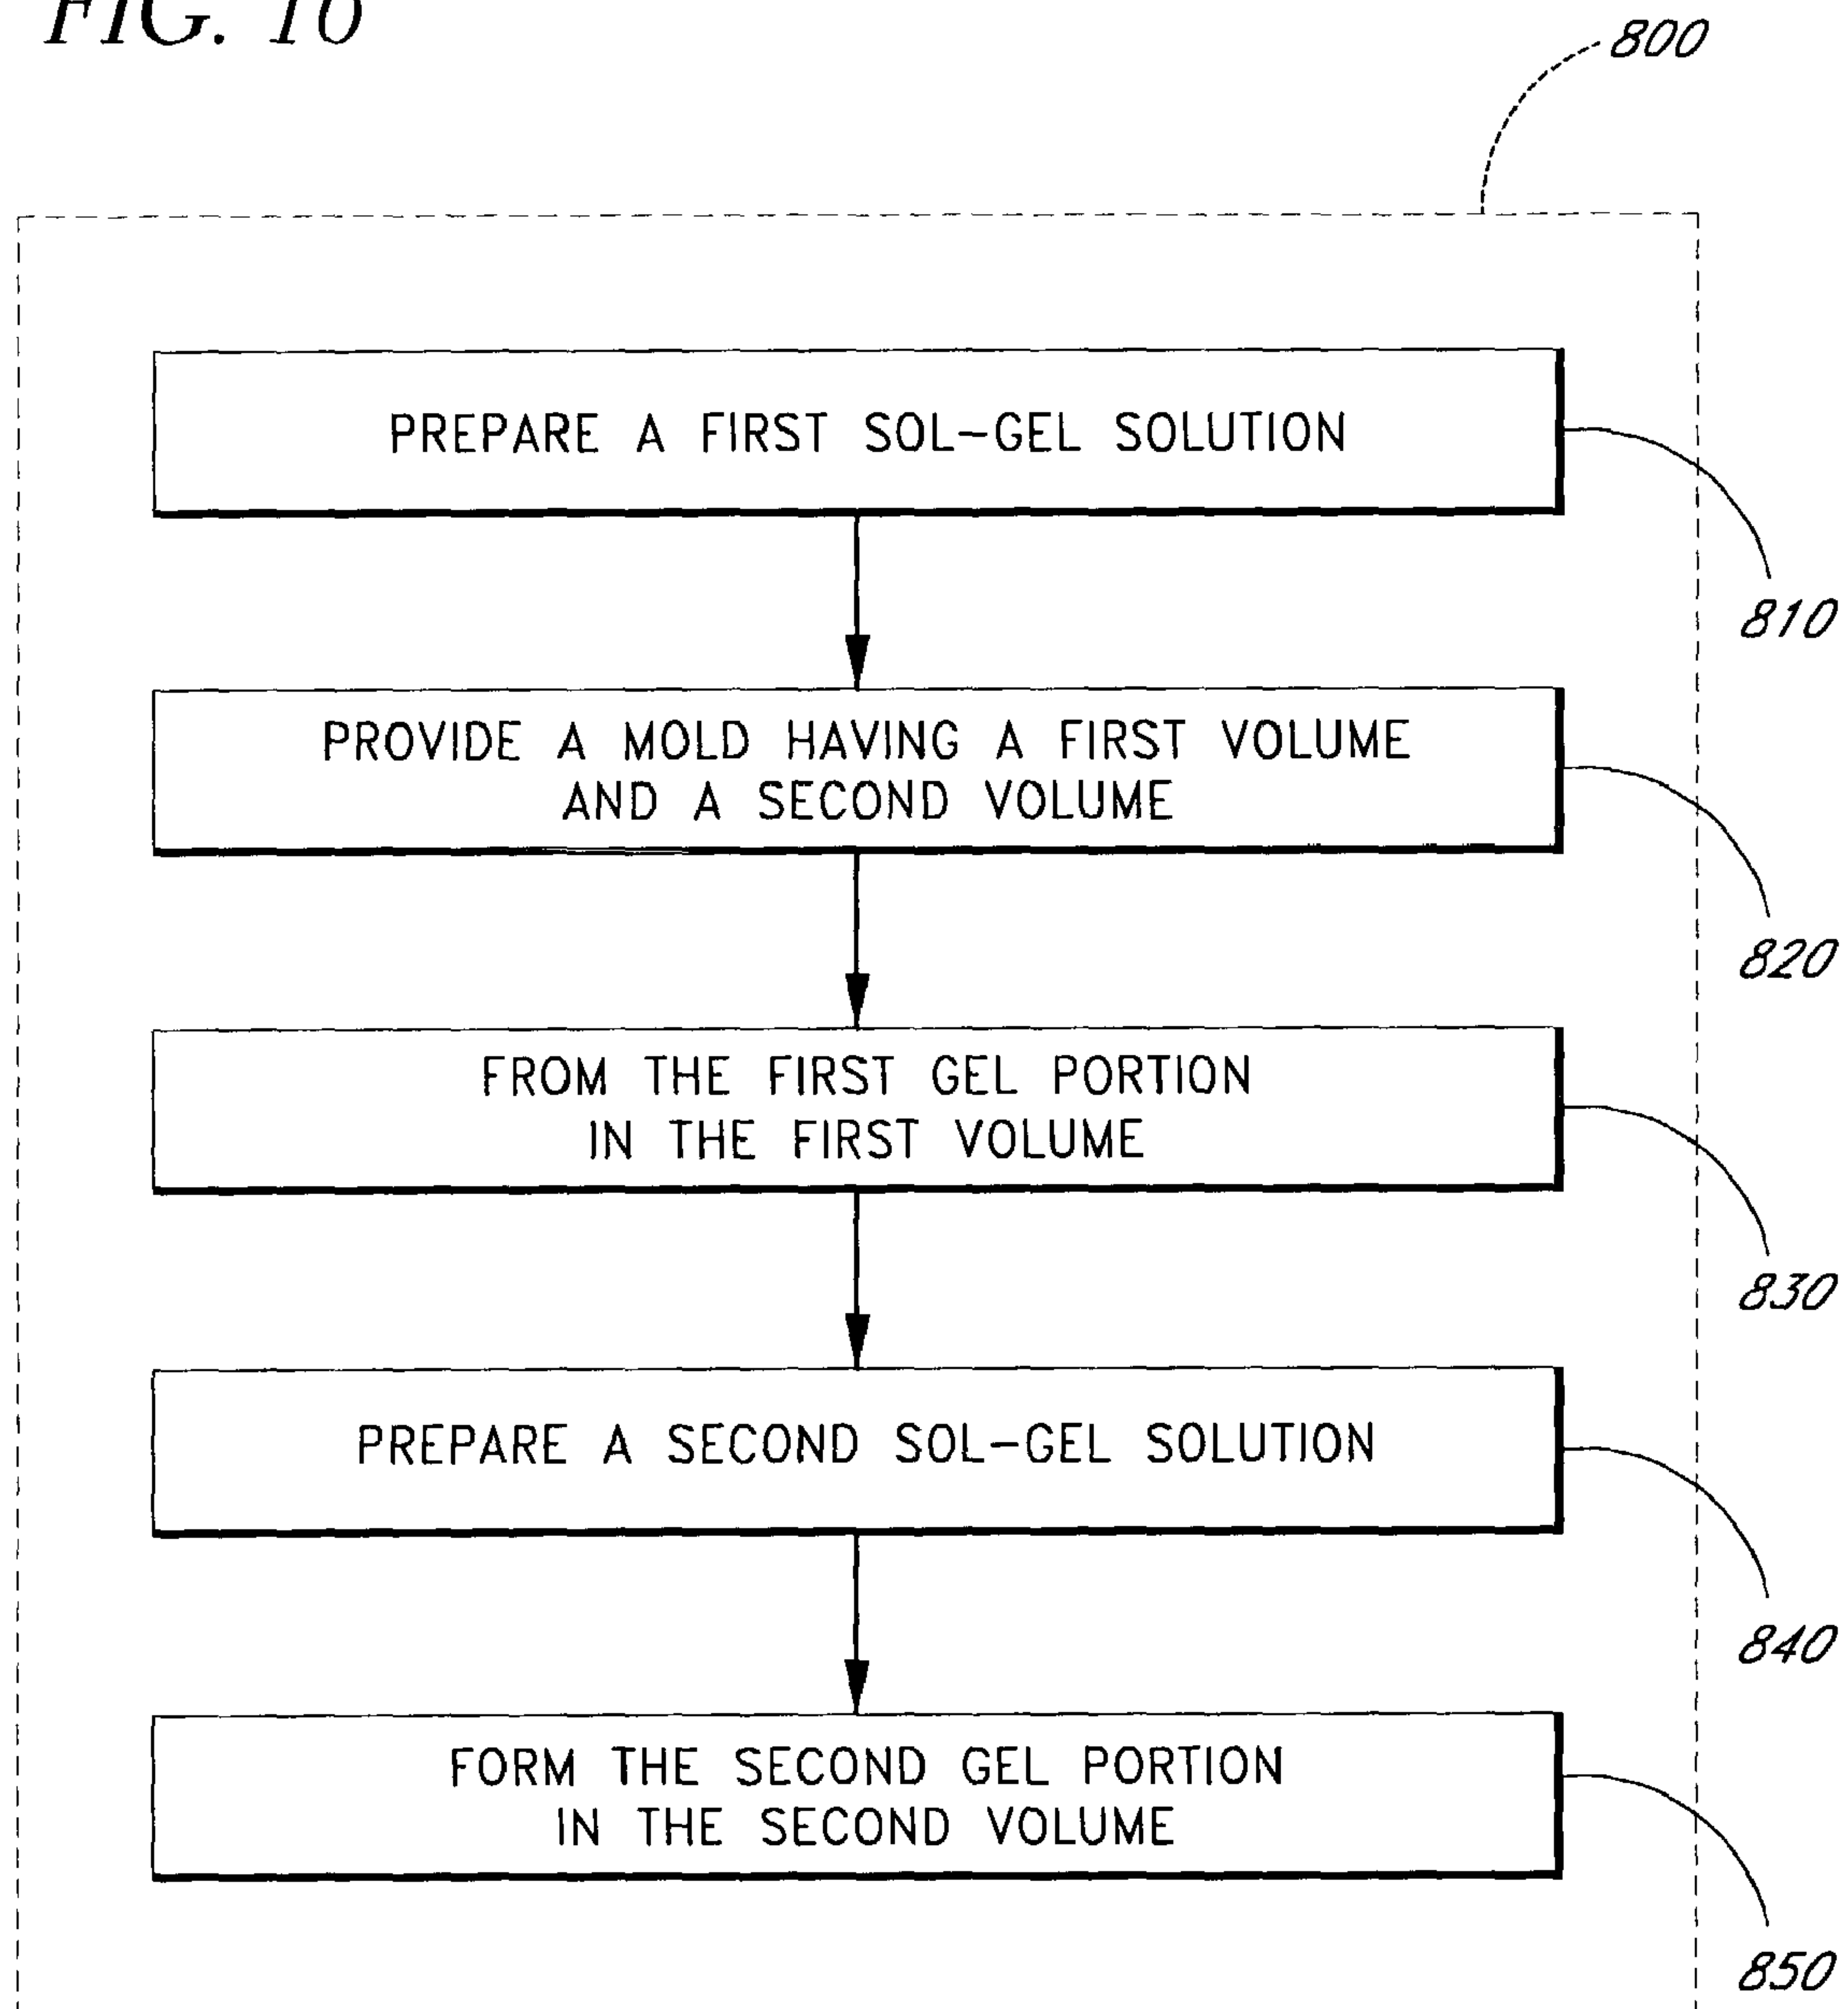 FIG. 10
800
PREPARE A FIRST SOL-GEL SOLUTION
810
PROVIDE A MOLD HAVING A FIRST VOLUME
AND A SECOND VOLUME
820
FROM THE FIRST GEL PORTION
IN THE FIRST VOLUME
830
PREPARE A SECOND SOL-GEL SOLUTION
840
FORM THE SECOND GEL PORTION
IN THE SECOND VOLUME
850